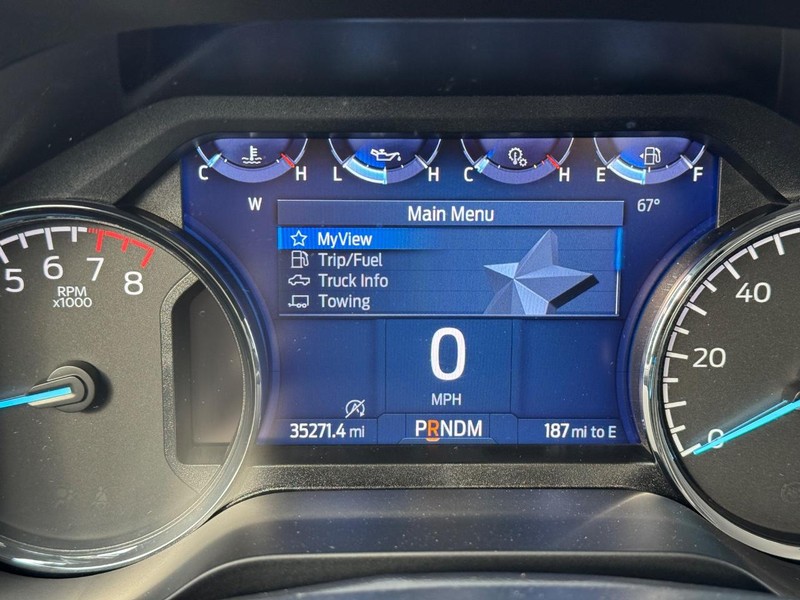 C H L H C H E F
W 67°
Main Menu
MyView
Trip/Fuel
Truck Info
Towing
5 6 7 8
RPM
x1000
40
20
0
0
MPH
35271.4 mi PRNDM 187 mi to E